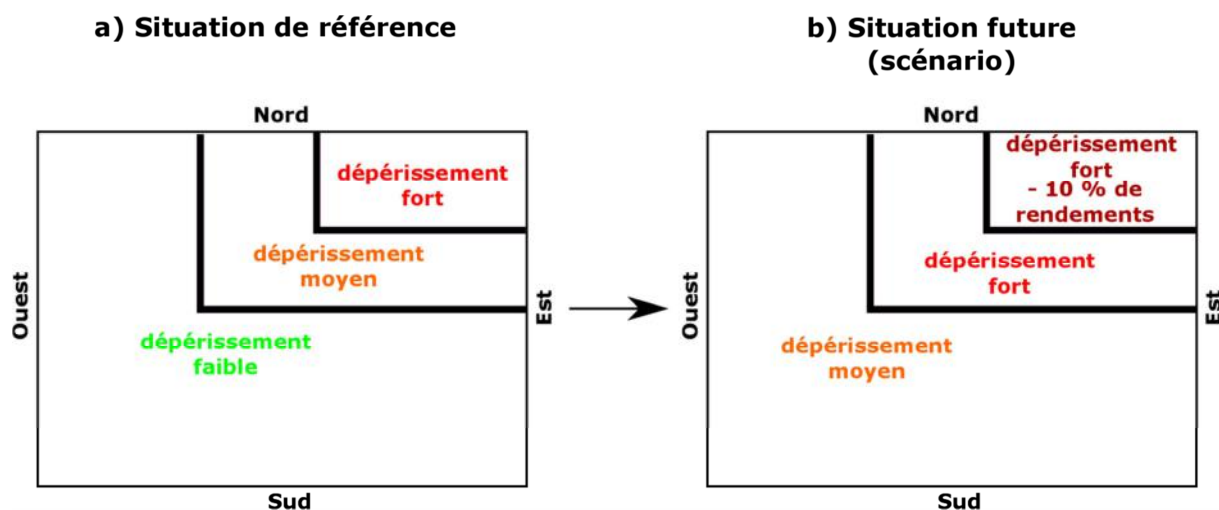 a) Situation de référence
Nord
dépérissement
fort
dépérissement
moyen
Ouest
Est
dépérissement
faible
Sud
b) Situation future
(scénario)
Nord
dépérissement
fort
- 10 % de
rendements
dépérissement
fort
Ouest
Est
dépérissement
moyen
Sud